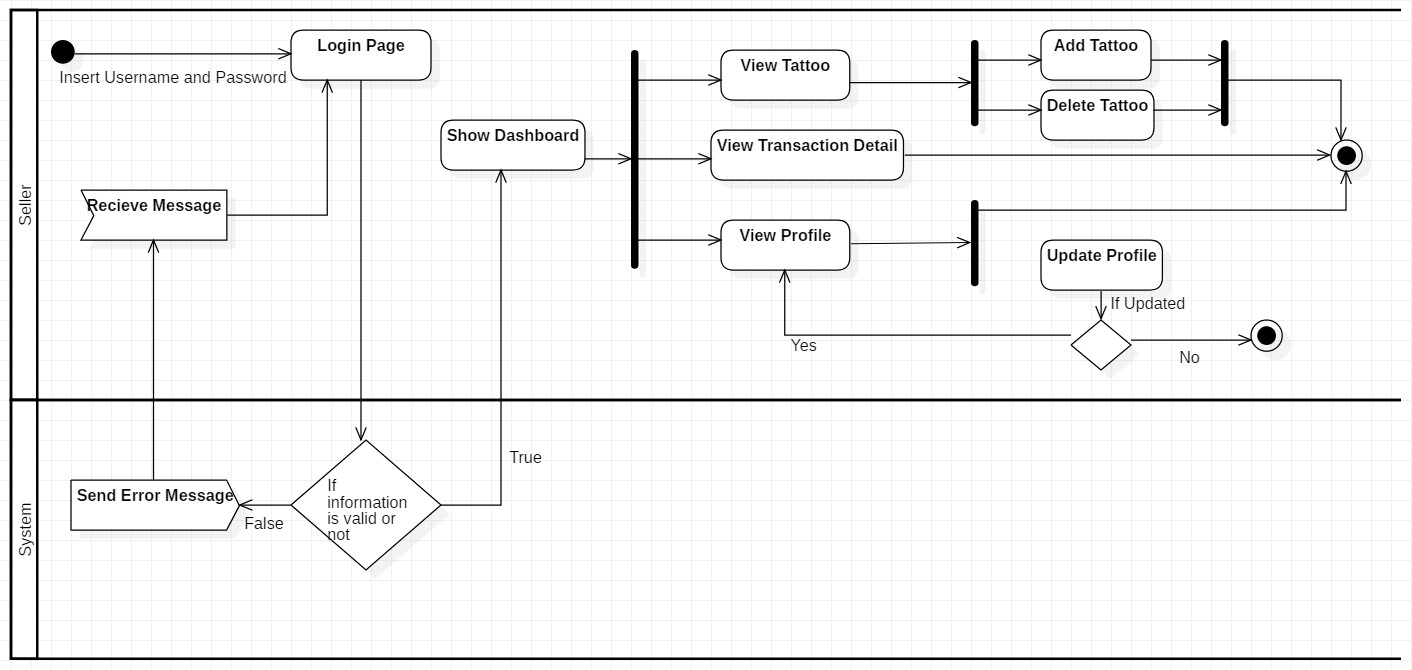 Seller
Login Page
Insert Username and Password
Show Dashboard
Recieve Message
View Tattoo
Add Tattoo
Delete Tattoo
View Transaction Detail
View Profile
Update Profile
If Updated
Yes
No
System
True
If
information
is valid or
not
False
Send Error Message